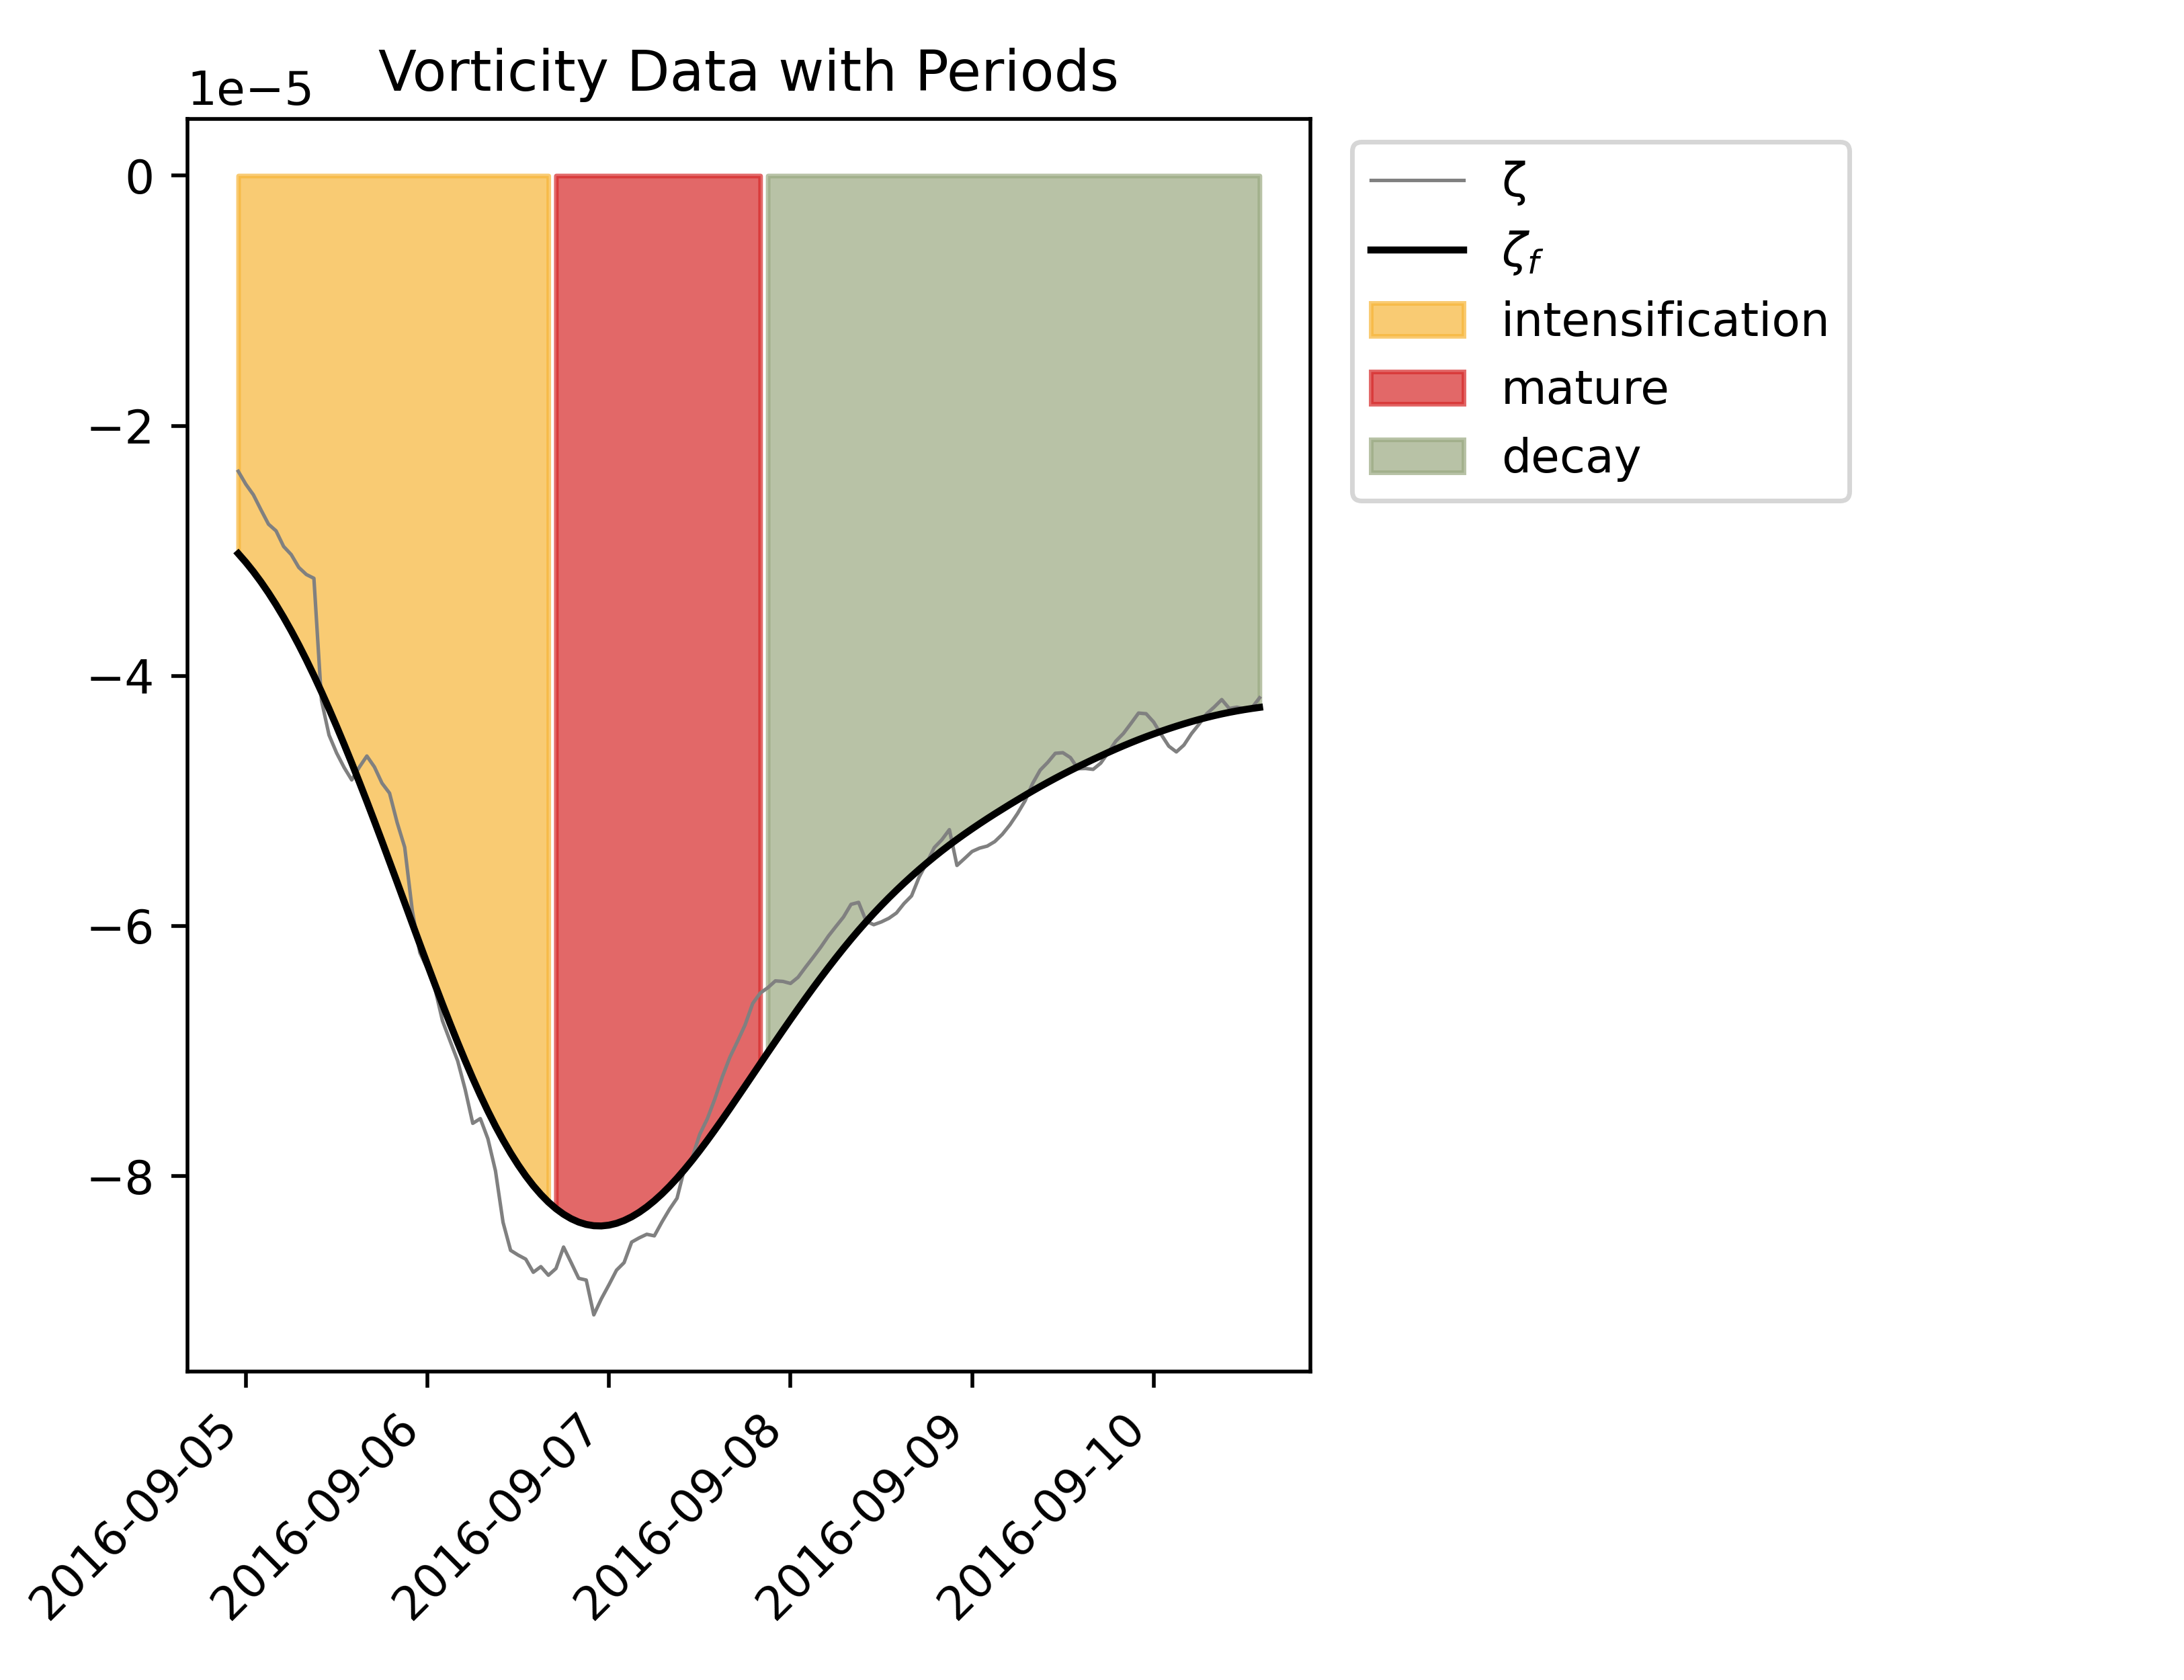 Vorticity Data with Periods
1e−5
0
−2
−4
−6
−8
2016-09-05
2016-09-06
2016-09-07
2016-09-08
2016-09-09
2016-09-10
ζ
ζf
intensification
mature
decay